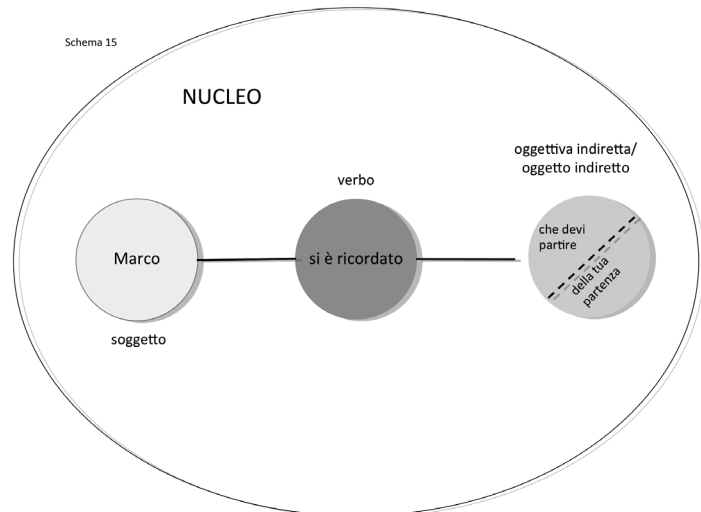 Schema 15
NUCLEO
oggettiva indiretta/
oggetto indiretto
verbo
che devi
partire
della tua
partenza
Marco
si è ricordato
soggetto